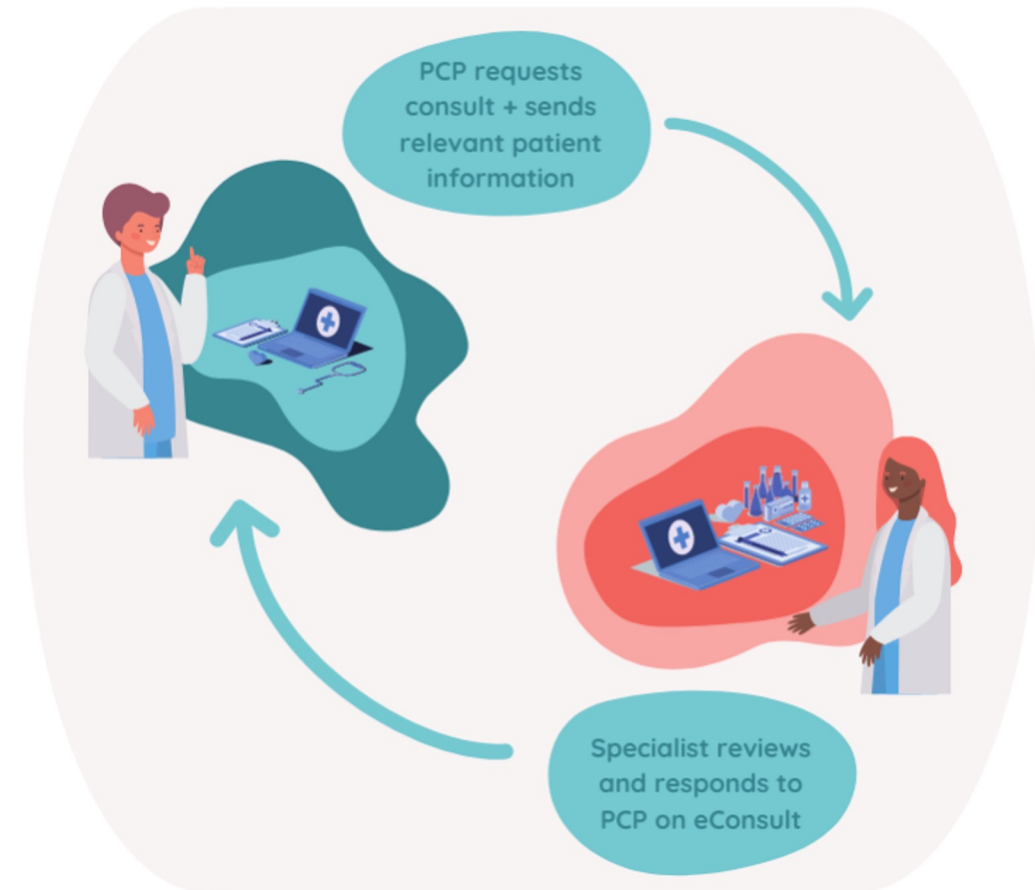 PCP requests
consult + sends
relevant patient
information
Specialist reviews
and responds to
PCP on eConsult